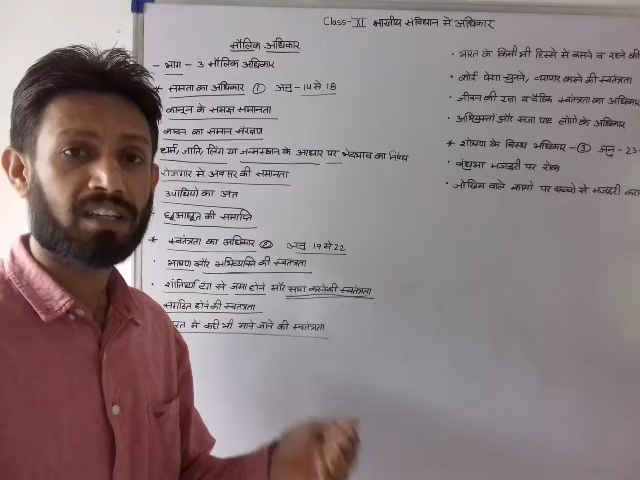 Class-XI भारतीय संविधान में अधिकार
मौलिक अधिकार
- भाग - 3 मौलिक अधिकार
* समता का अधिकार ① अनु - 14 से 18
कानून के समक्ष समानता
कानून का समान संरक्षण
धर्म, जाति, लिंग या जन्मस्थान के आधार पर भेदभाव का निषेध
रोजगार में अवसर की समानता
उपाधियों का अंत
· छूआछूत की समाप्ति
* स्वतंत्रता का अधिकार ② अनु 19 से 22
· भाषण और अभिव्यक्ति की स्वतंत्रता
· शांतिपूर्ण ढंग से जमा होने और सभा करने की स्वतंत्रता
संगठित होने की स्वतंत्रता
भारत में कहीं भी आने जाने की स्वतंत्रता
· भारत के किसी भी हिस्से में बसने व रहने की
· कोई पेशा चुनने, व्यापार करने की स्वतंत्रता
· जीवन की रक्षा व दैहिक स्वतंत्रता का अधिकार
· अभियुक्तों और सजा पाए लोगों के अधिकार
* शोषण के विरुद्ध अधिकार - ③ अनु - 23-
· बंधुआ मजदूरी पर रोक
· जोखिम वाले कामों पर बच्चों से मजदूरी करा